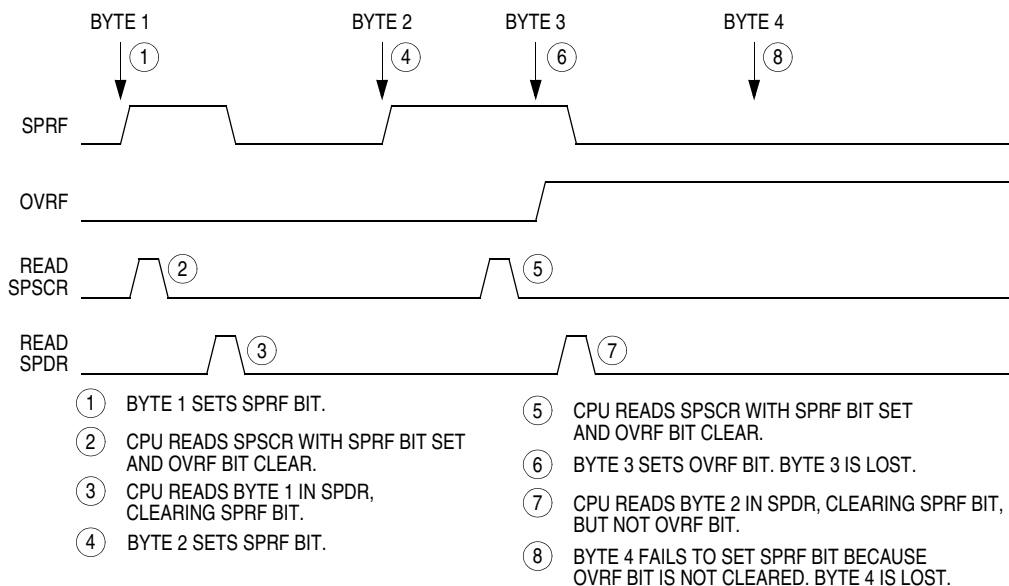 BYTE 1 BYTE 2 BYTE 3 BYTE 4
1 4 6 8
SPRF
OVRF
READ
SPSCR
2 5
READ
SPDR
3 7
1 BYTE 1 SETS SPRF BIT.
2 CPU READS SPSCR WITH SPRF BIT SET
AND OVRF BIT CLEAR.
3 CPU READS BYTE 1 IN SPDR,
CLEARING SPRF BIT.
4 BYTE 2 SETS SPRF BIT.
5 CPU READS SPSCR WITH SPRF BIT SET
AND OVRF BIT CLEAR.
6 BYTE 3 SETS OVRF BIT. BYTE 3 IS LOST.
7 CPU READS BYTE 2 IN SPDR, CLEARING SPRF BIT,
BUT NOT OVRF BIT.
8 BYTE 4 FAILS TO SET SPRF BIT BECAUSE
OVRF BIT IS NOT CLEARED. BYTE 4 IS LOST.